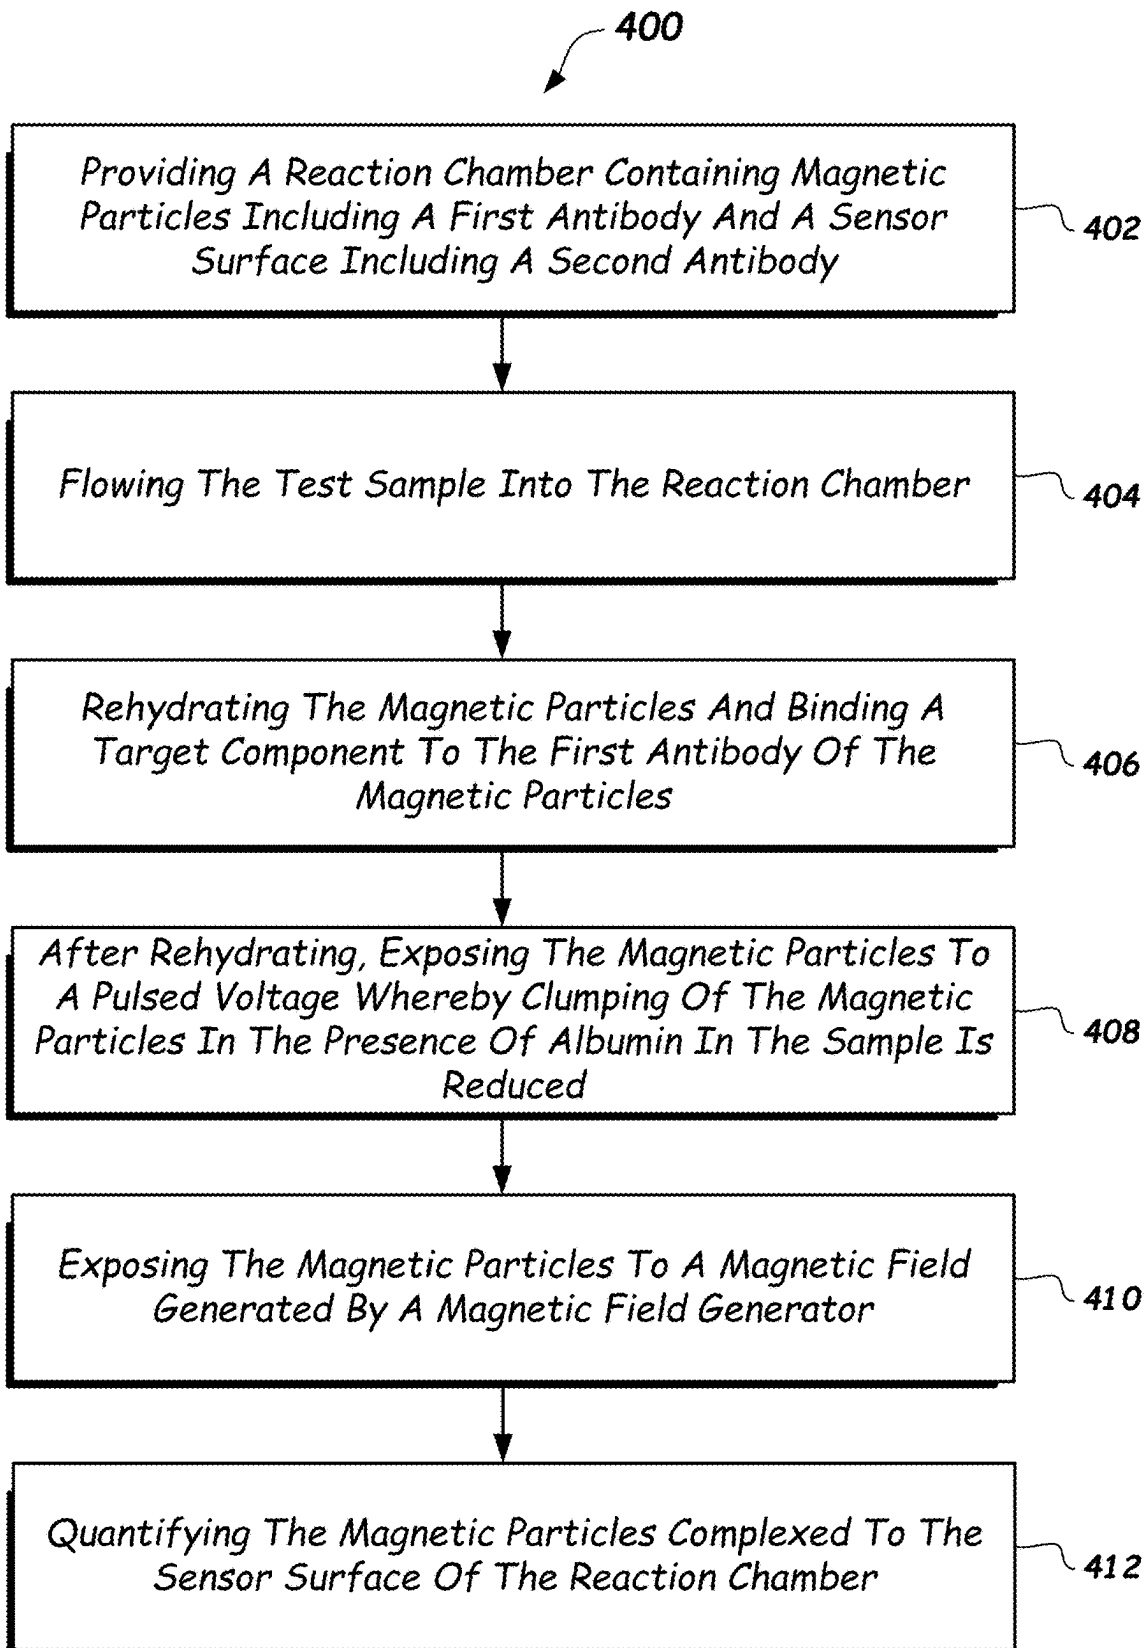 400
Providing A Reaction Chamber Containing Magnetic
Particles Including A First Antibody And A Sensor
Surface Including A Second Antibody
402
Flowing The Test Sample Into The Reaction Chamber
404
Rehydrating The Magnetic Particles And Binding A
Target Component To The First Antibody Of The
Magnetic Particles
406
After Rehydrating, Exposing The Magnetic Particles To
A Pulsed Voltage Whereby Clumping Of The Magnetic
Particles In The Presence Of Albumin In The Sample Is
Reduced
408
Exposing The Magnetic Particles To A Magnetic Field
Generated By A Magnetic Field Generator
410
Quantifying The Magnetic Particles Complexed To The
Sensor Surface Of The Reaction Chamber
412